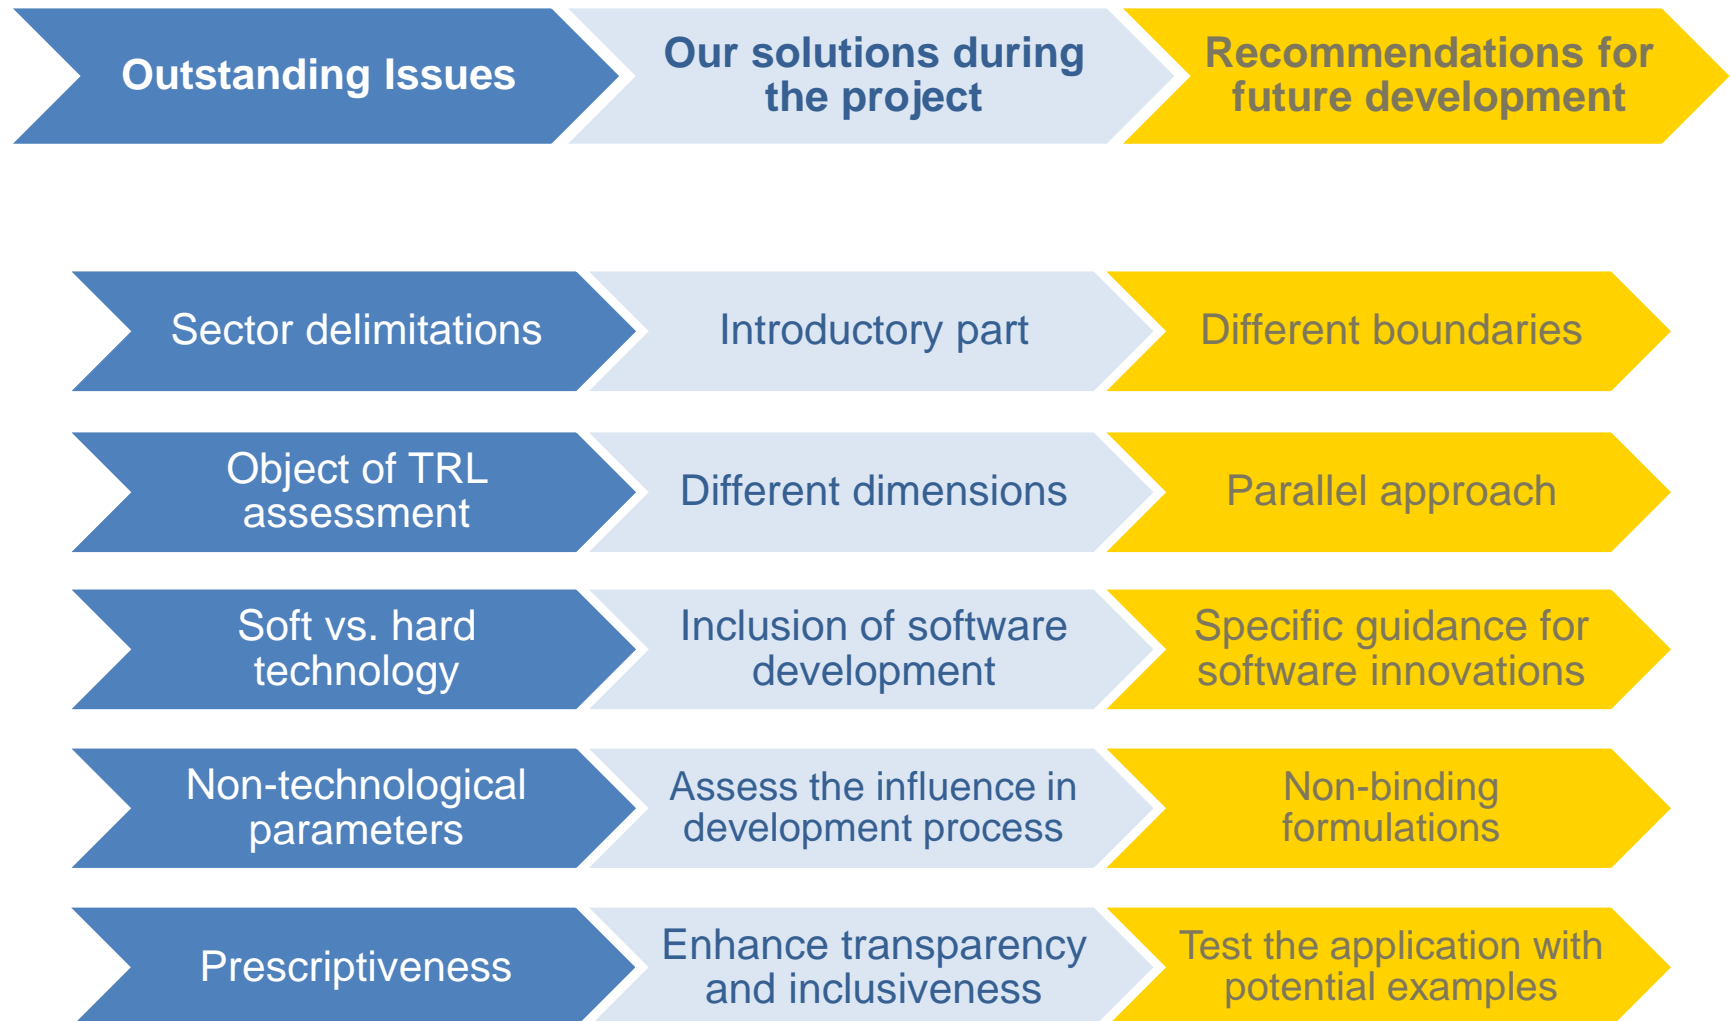 Outstanding Issues
Our solutions during
the project
Recommendations for
future development
Sector delimitations
Introductory part
Different boundaries
Object of TRL
assessment
Different dimensions
Parallel approach
Soft vs. hard
technology
Inclusion of software
development
Specific guidance for
software innovations
Non-technological
parameters
Assess the influence in
development process
Non-binding
formulations
Prescriptiveness
Enhance transparency
and inclusiveness
Test the application with
potential examples